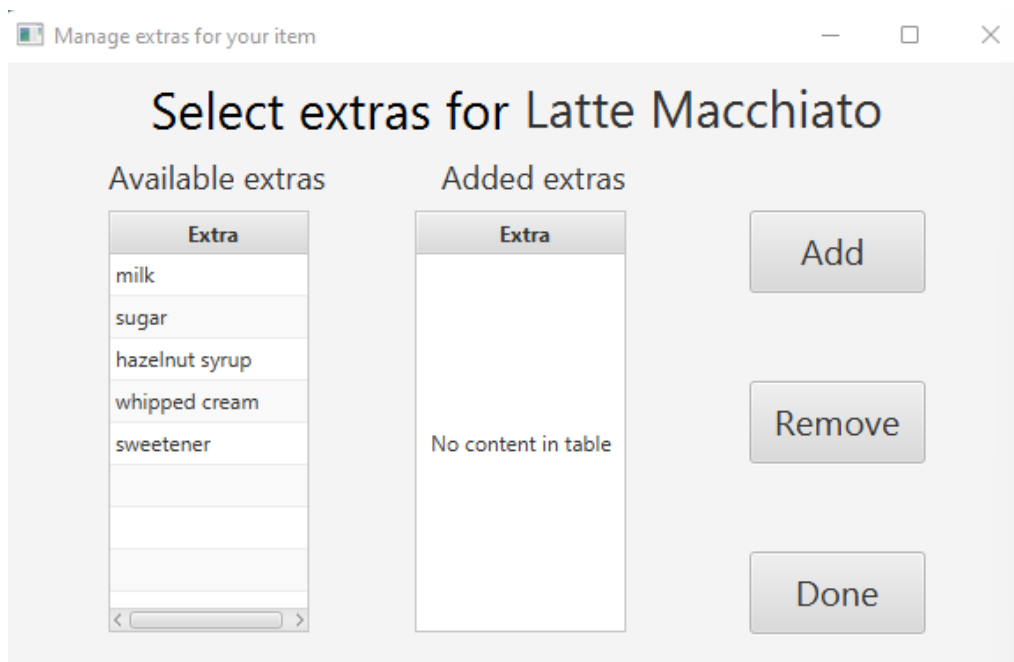 Manage extras for your item
Select extras for Latte Macchiato
Available extras
Added extras
Extra
milk
sugar
hazelnut syrup
whipped cream
sweetener
Extra
No content in table
Add
Remove
Done